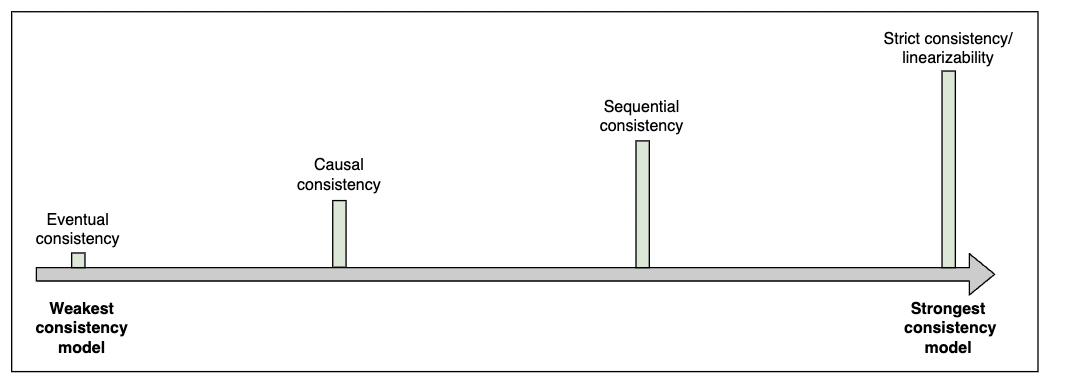 Strict consistency/
linearizability
Sequential
consistency
Causal
consistency
Eventual
consistency
Weakest
consistency
model
Strongest
consistency
model